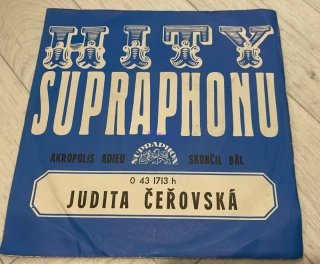 HITY
SUPRAPHONU
AKROPOLIS ADIEU SUPRAPHON SKONČIL BÁL
0 43 1713 h
JUDITA ČEŘOVSKÁ